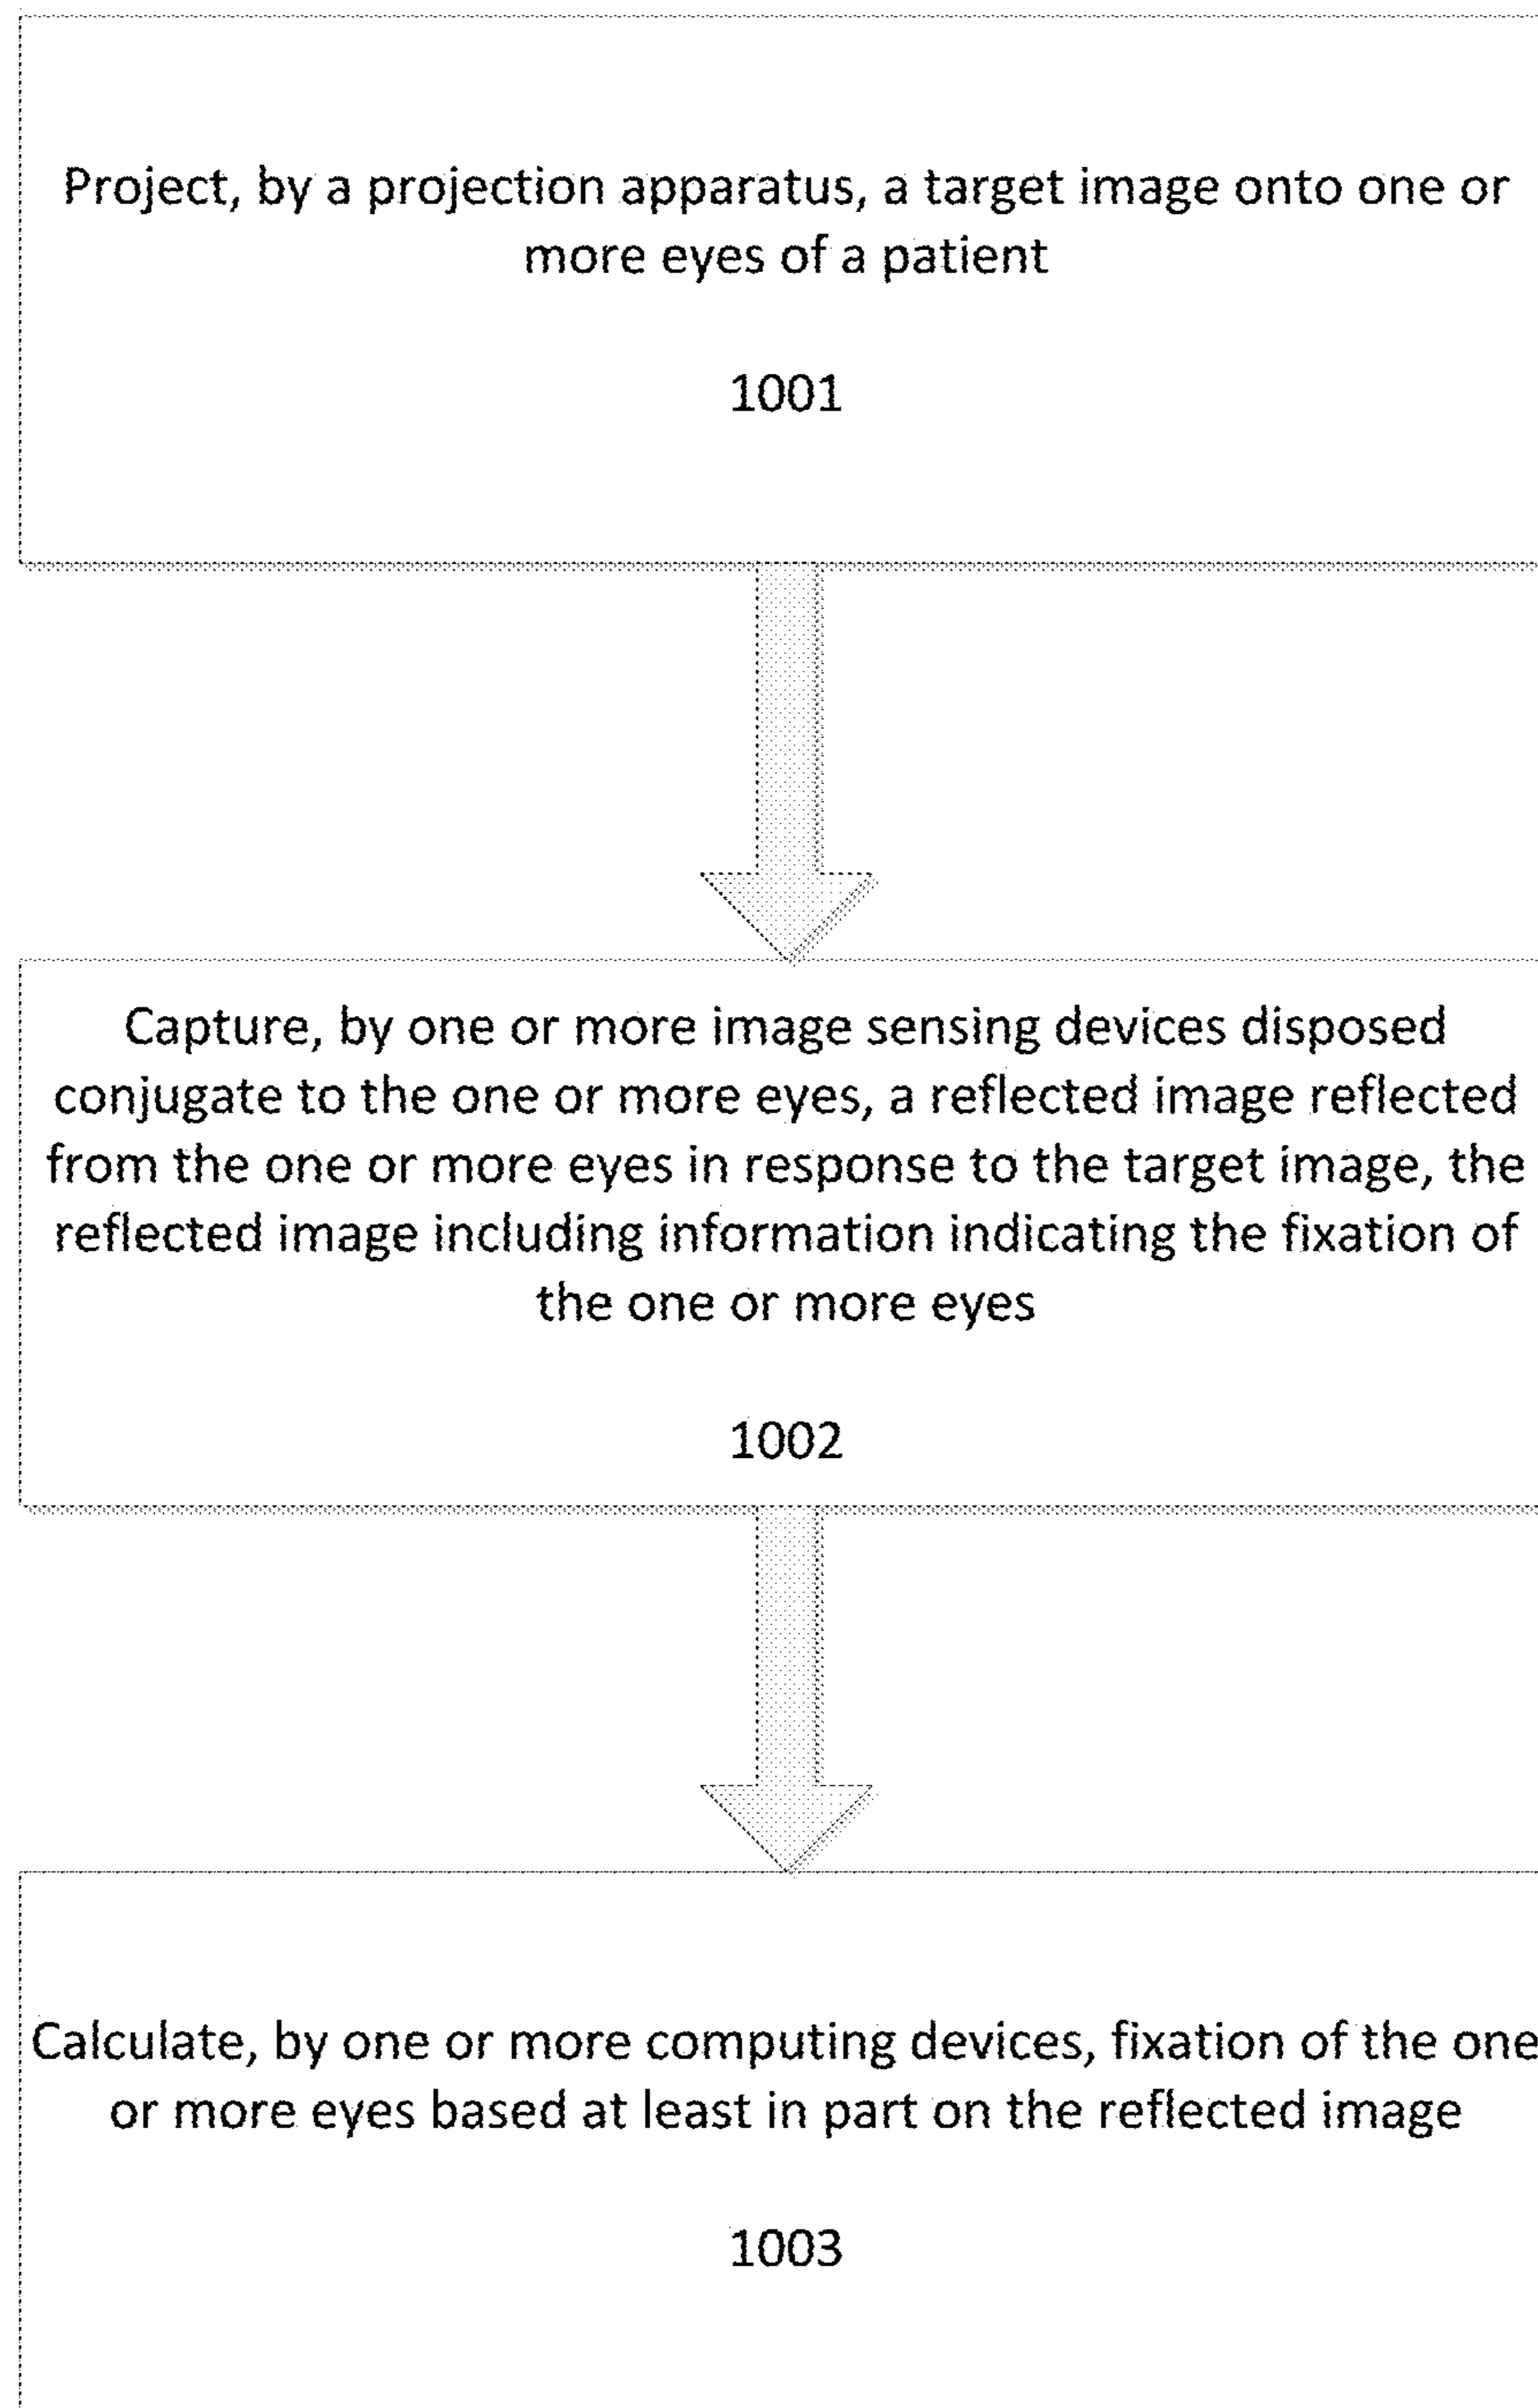 Project, by a projection apparatus, a target image onto one or
more eyes of a patient
1001
Capture, by one or more image sensing devices disposed
conjugate to the one or more eyes, a reflected image reflected
from the one or more eyes in response to the target image, the
reflected image including information indicating the fixation of
the one or more eyes
1002
Calculate, by one or more computing devices, fixation of the one
or more eyes based at least in part on the reflected image
1003